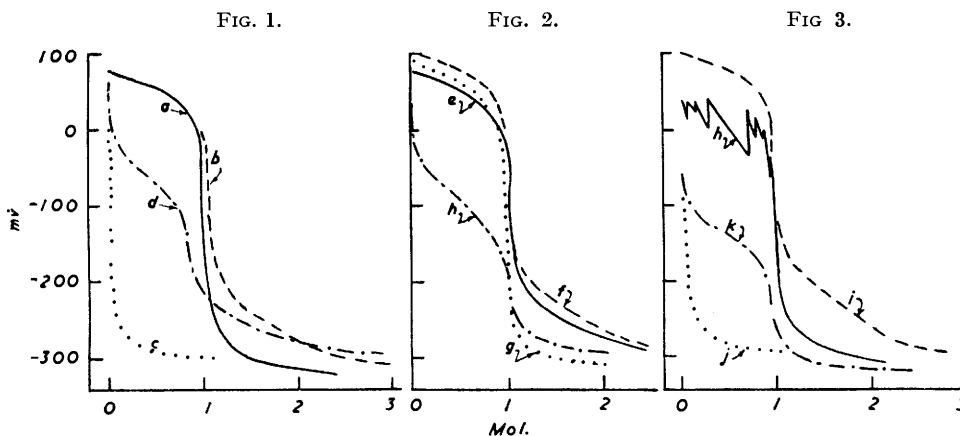 FIG. 1.
FIG. 2.
FIG. 3.
100
0
-100
-200
-300
mv
a
b
c
d
e
f
g
h
h
i
j
k
0 1 2 3
0 1 2
0 1 2 3
Mol.